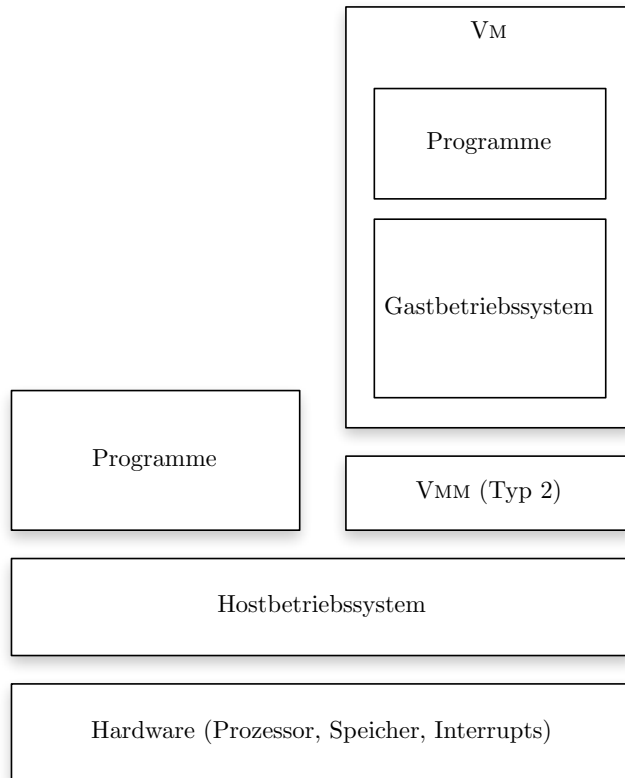 VM
Programme
Gastbetriebssystem
Programme
VMM (Typ 2)
Hostbetriebssystem
Hardware (Prozessor, Speicher, Interrupts)